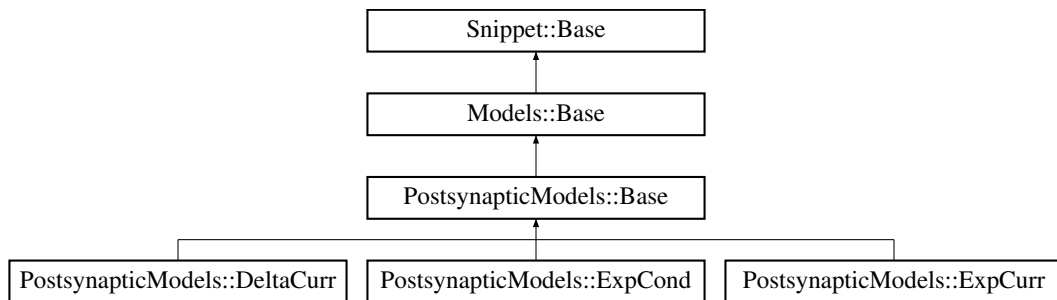 Snippet::Base
Models::Base
PostsynapticModels::Base
PostsynapticModels::DeltaCurr
PostsynapticModels::ExpCond
PostsynapticModels::ExpCurr